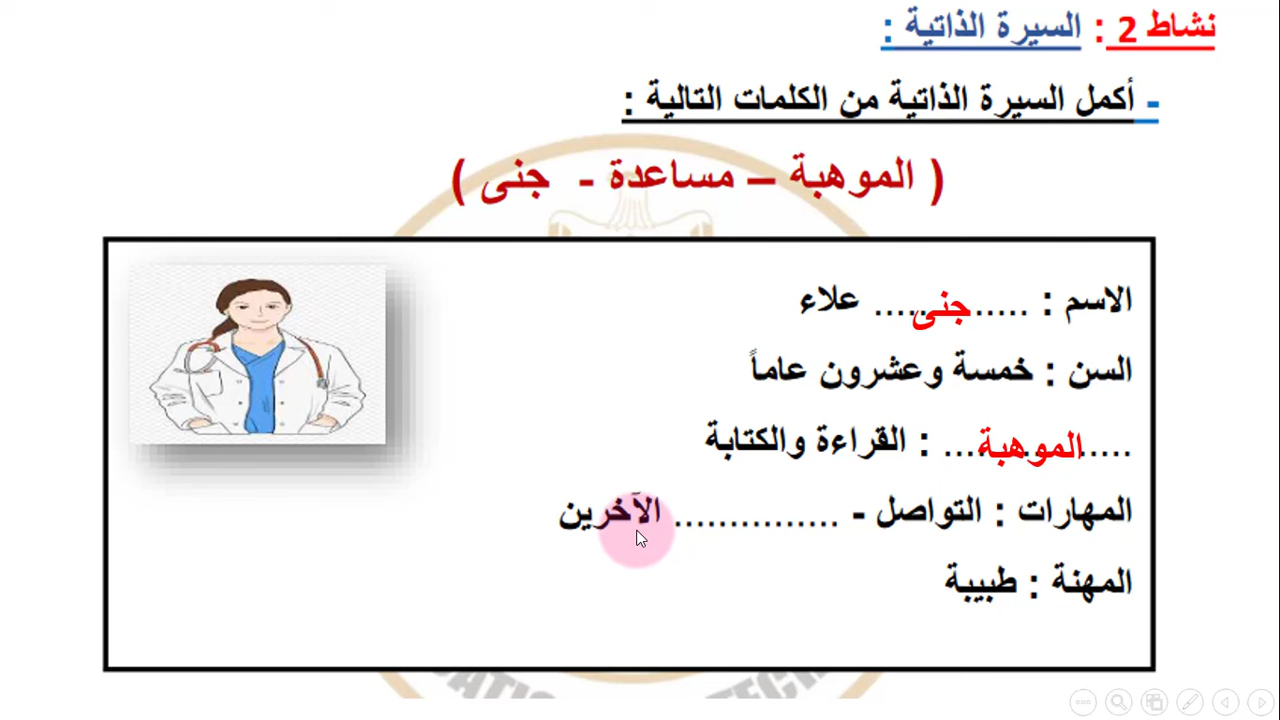 نشاط 2 : السيرة الذاتية :
- أكمل السيرة الذاتية من الكلمات التالية :
( الموهبة – مساعدة - جنى )
الاسم : .....جنى..... علاء
السن : خمسة وعشرون عاماً
....الموهبة.... : القراءة والكتابة
المهارات : التواصل - ............... الآخرين
المهنة : طبيبة